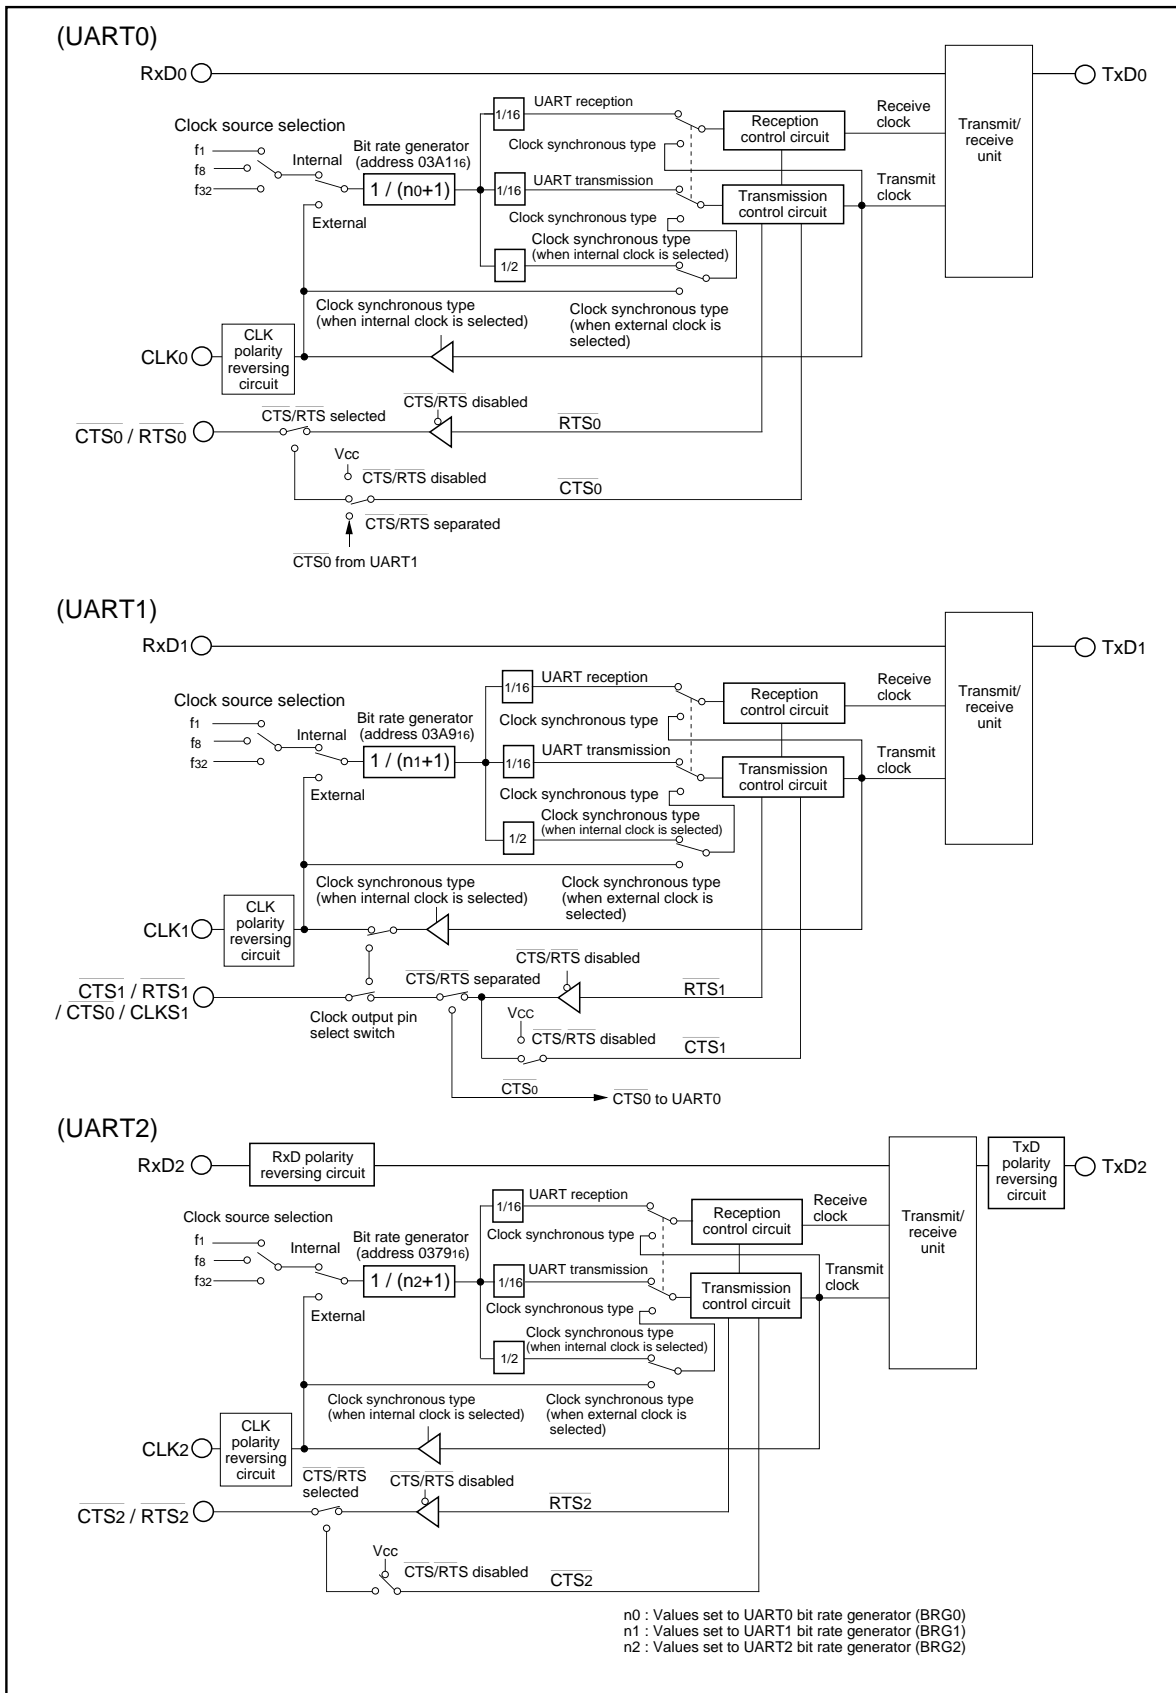 (UART0)
RxD0
TxD0
Clock source selection
f1
f8
f32
Internal
External
Bit rate generator
(address 03A116)
1 / (n0+1)
1/16
UART reception
Clock synchronous type
1/16
UART transmission
Clock synchronous type
Clock synchronous type
(when internal clock is selected)
1/2
Reception
control circuit
Transmission
control circuit
Receive
clock
Transmit
clock
Transmit/
receive
unit
Clock synchronous type
(when internal clock is selected)
Clock synchronous type
(when external clock is
selected)
CLK0
CLK
polarity
reversing
circuit
CTS0 / RTS0
CTS/RTS selected
CTS/RTS disabled
RTS0
Vcc
CTS/RTS disabled
CTS0
CTS/RTS separated
CTS0 from UART1
(UART1)
RxD1
TxD1
Clock source selection
f1
f8
f32
Internal
External
Bit rate generator
(address 03A916)
1 / (n1+1)
1/16
UART reception
Clock synchronous type
1/16
UART transmission
Clock synchronous type
Clock synchronous type
(when internal clock is selected)
1/2
Reception
control circuit
Transmission
control circuit
Receive
clock
Transmit
clock
Transmit/
receive
unit
Clock synchronous type
(when internal clock is selected)
Clock synchronous type
(when external clock is
selected)
CLK1
CLK
polarity
reversing
circuit
CTS1 / RTS1
/ CTS0 / CLKS1
Clock output pin
select switch
CTS/RTS separated
CTS/RTS disabled
RTS1
VCC
CTS/RTS disabled
CTS1
CTS0
CTS0 to UART0
(UART2)
RxD2
RxD polarity
reversing circuit
TxD
polarity
reversing
circuit
TxD2
Clock source selection
f1
f8
f32
Internal
External
Bit rate generator
(address 037916)
1 / (n2+1)
1/16
UART reception
Clock synchronous type
1/16
UART transmission
Clock synchronous type
Clock synchronous type
(when internal clock is selected)
1/2
Reception
control circuit
Transmission
control circuit
Receive
clock
Transmit
clock
Transmit/
receive
unit
Clock synchronous type
(when internal clock is selected)
Clock synchronous type
(when external clock is
selected)
CLK2
CLK
polarity
reversing
circuit
CTS2 / RTS2
CTS/RTS
selected
CTS/RTS disabled
RTS2
Vcc
CTS/RTS disabled
CTS2
n0 : Values set to UART0 bit rate generator (BRG0)
n1 : Values set to UART1 bit rate generator (BRG1)
n2 : Values set to UART2 bit rate generator (BRG2)